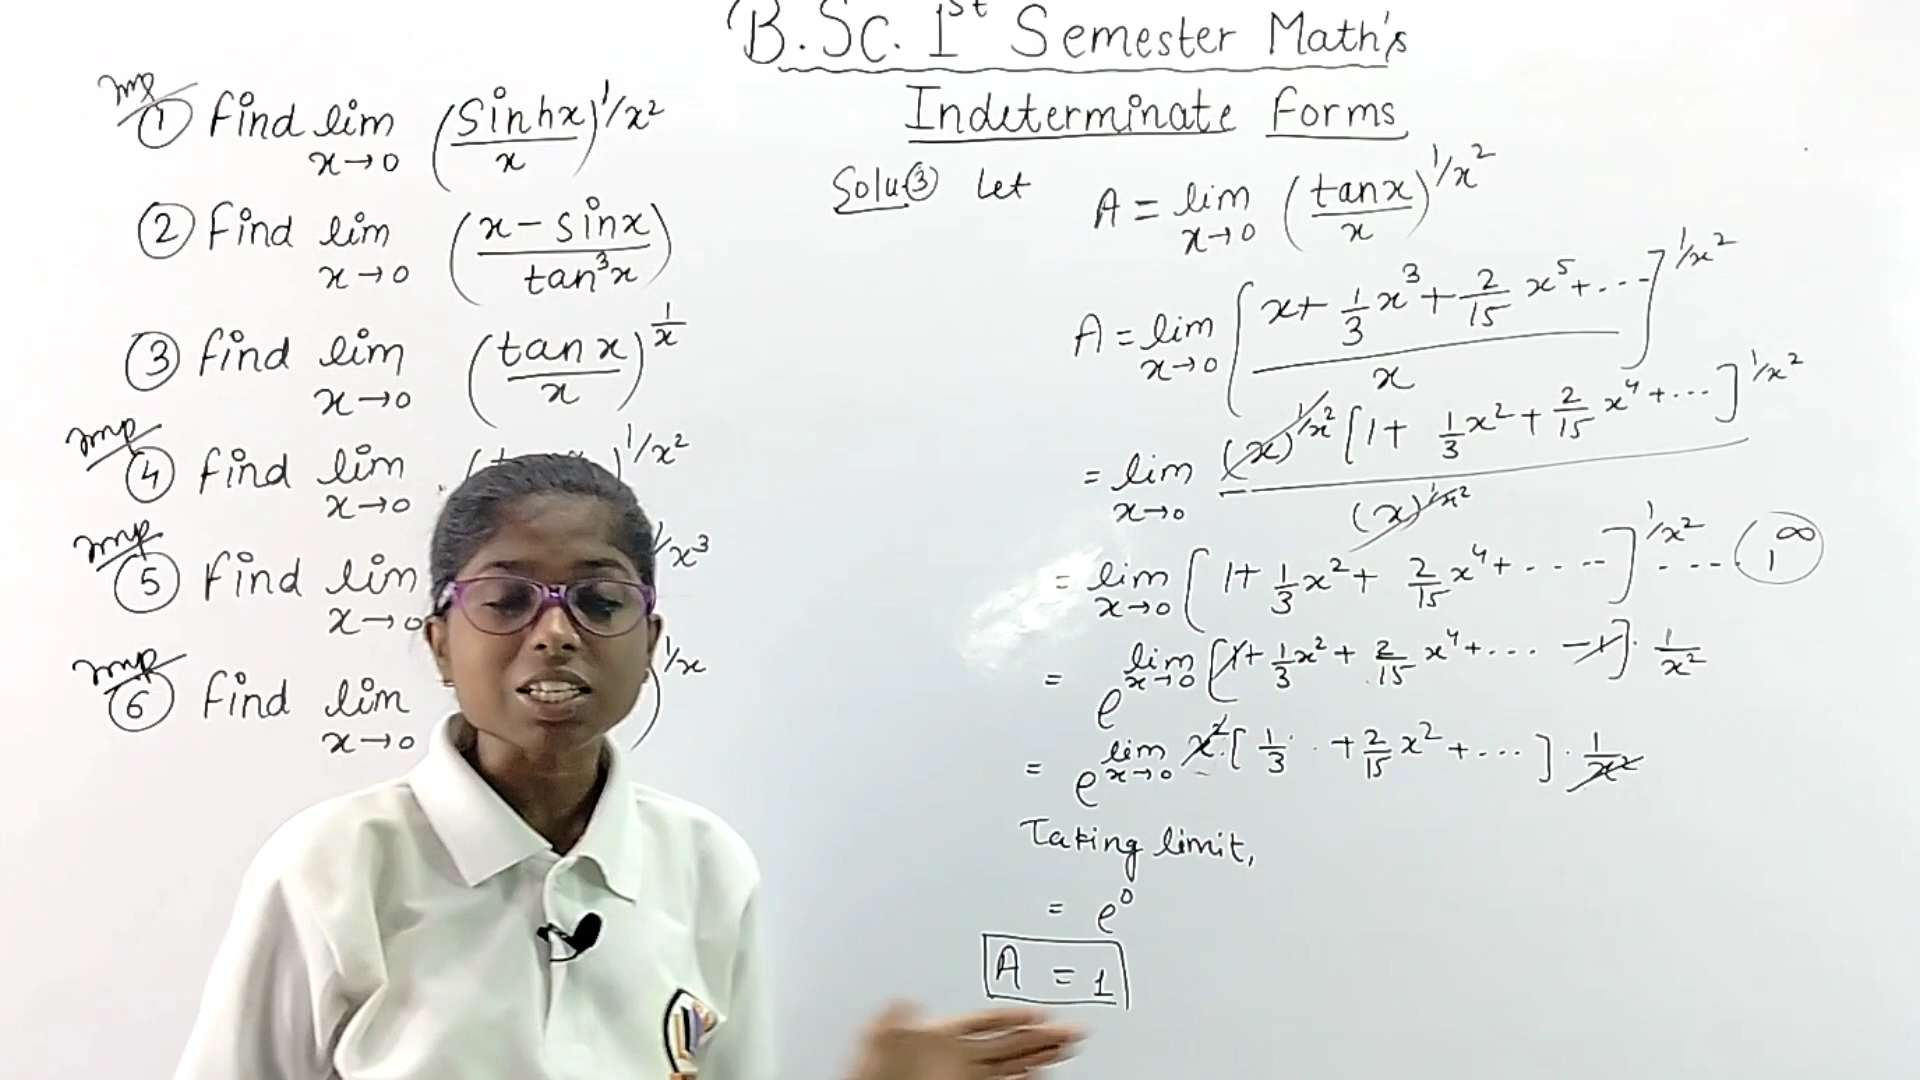 B.Sc. 1st Semester Math's
Indeterminate Forms
Imp
① Find lim x→0 (sinhx/x)^1/x²
② Find lim x→0 (x - sinx/tan³x)
③ Find lim x→0 (tanx/x)^1/x
Imp
④ Find lim x→0 ( )^1/x²
Imp
⑤ Find lim x→0 1/x³
Imp
⑥ Find lim x→0 )^1/x
Solu③ Let A = lim x→0 (tanx/x)^1/x²
A = lim x→0 [x + 1/3 x³ + 2/15 x⁵ + .... / x]^1/x²
= lim x→0 (x)^1/x² [1 + 1/3 x² + 2/15 x⁴ + ....]^1/x² / (x)^1/x²
= lim x→0 [1 + 1/3 x² + 2/15 x⁴ + .....]^1/x² .... (1^∞)
= e^lim x→0 [1 + 1/3 x² + 2/15 x⁴ + .... - 1] . 1/x²
= e^lim x→0 x² [1/3 + 2/15 x² + ....] . 1/x²
Taking limit,
= e⁰
A = 1